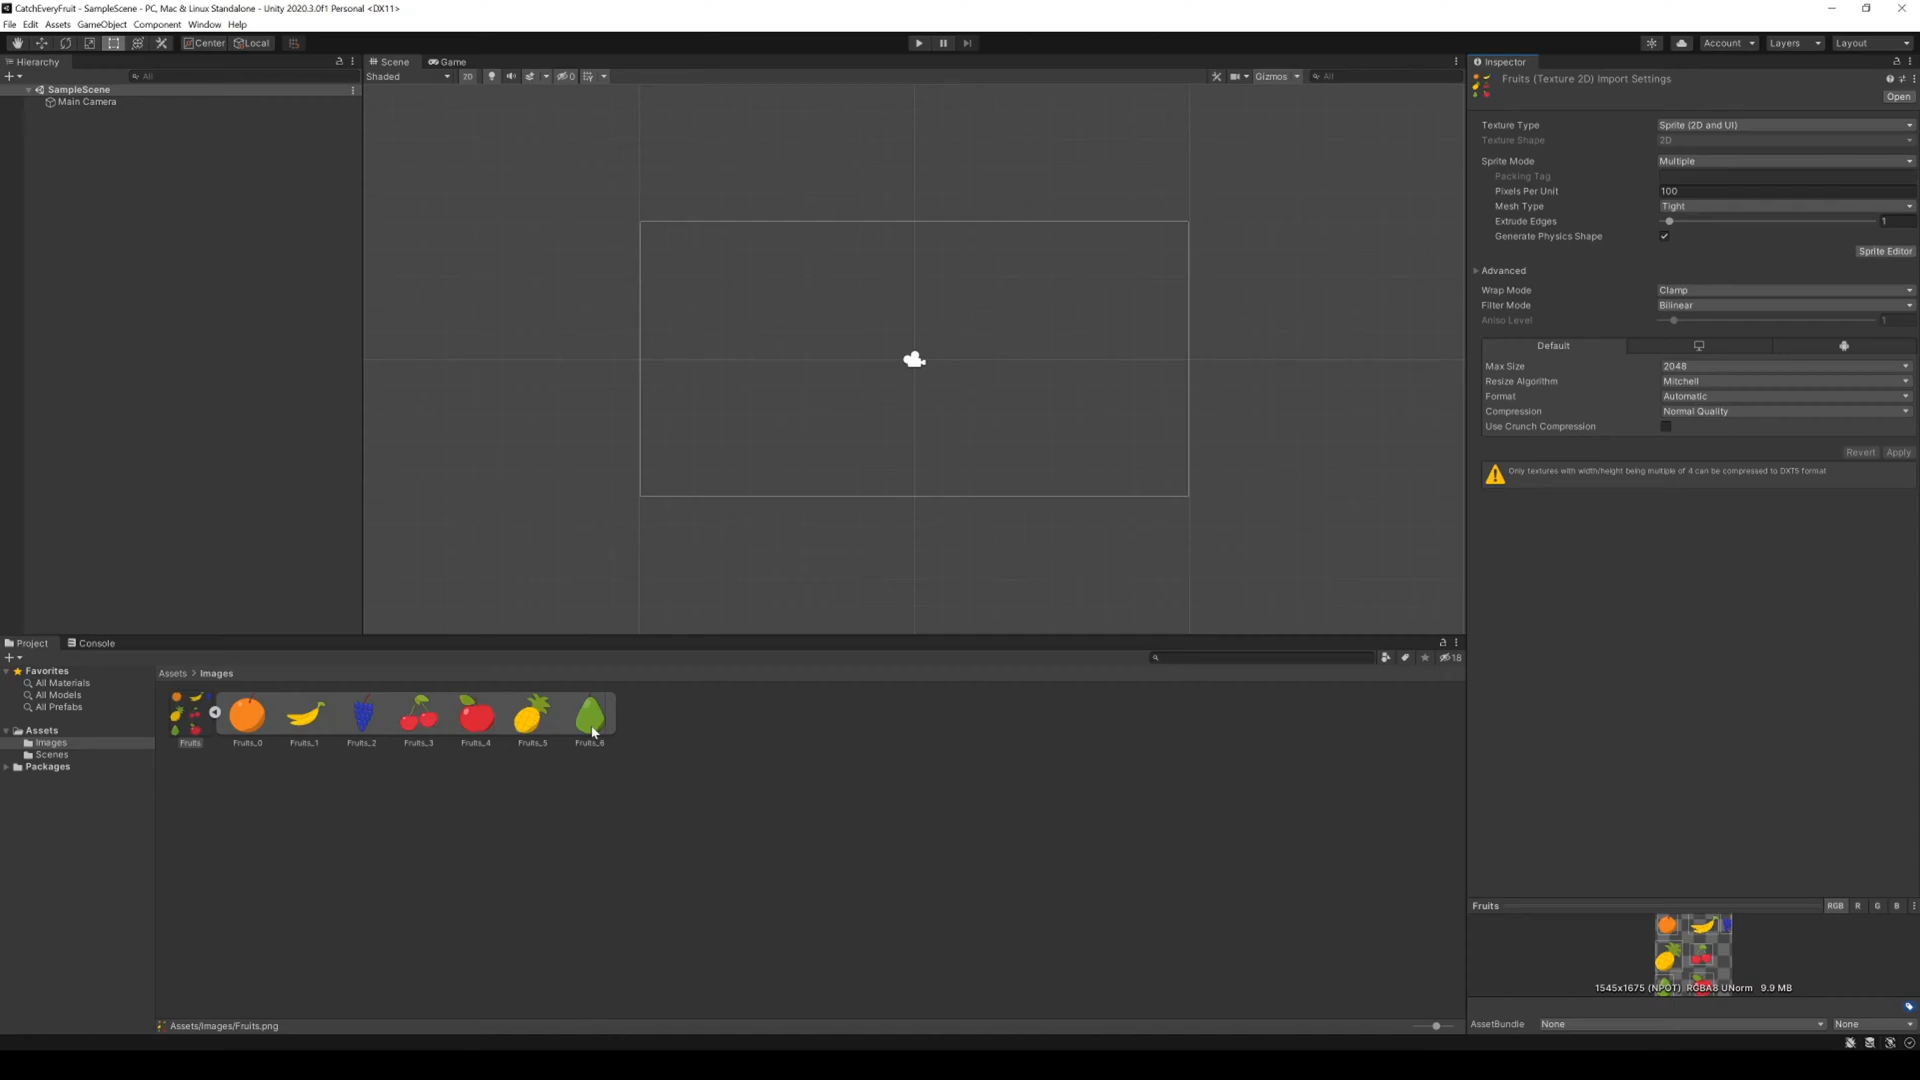 CatchEveryFruit - SampleScene - PC, Mac & Linux Standalone - Unity 2020.3.0f1 Personal <DX11>
File Edit Assets GameObject Component Window Help
Center Local
Account Layers Layout
Hierarchy
All
SampleScene
Main Camera
Scene Game
Shaded 2D 0 Gizmos All
Inspector
Fruits (Texture 2D) Import Settings
Open
Texture Type Sprite (2D and UI)
Texture Shape 2D
Sprite Mode Multiple
Packing Tag
Pixels Per Unit 100
Mesh Type Tight
Extrude Edges 1
Generate Physics Shape
Sprite Editor
Advanced
Wrap Mode Clamp
Filter Mode Bilinear
Aniso Level 1
Default
Max Size 2048
Resize Algorithm Mitchell
Format Automatic
Compression Normal Quality
Use Crunch Compression
Revert Apply
Only textures with width/height being multiple of 4 can be compressed to DXT5 format
Project Console
18
Favorites
All Materials
All Models
All Prefabs
Assets
Images
Scenes
Packages
Assets > Images
Fruits Fruits_0 Fruits_1 Fruits_2 Fruits_3 Fruits_4 Fruits_5 Fruits_6
Assets/Images/Fruits.png
Fruits RGB R G B
1545x1675 (NPOT) RGBA8 UNorm 9.9 MB
AssetBundle None None